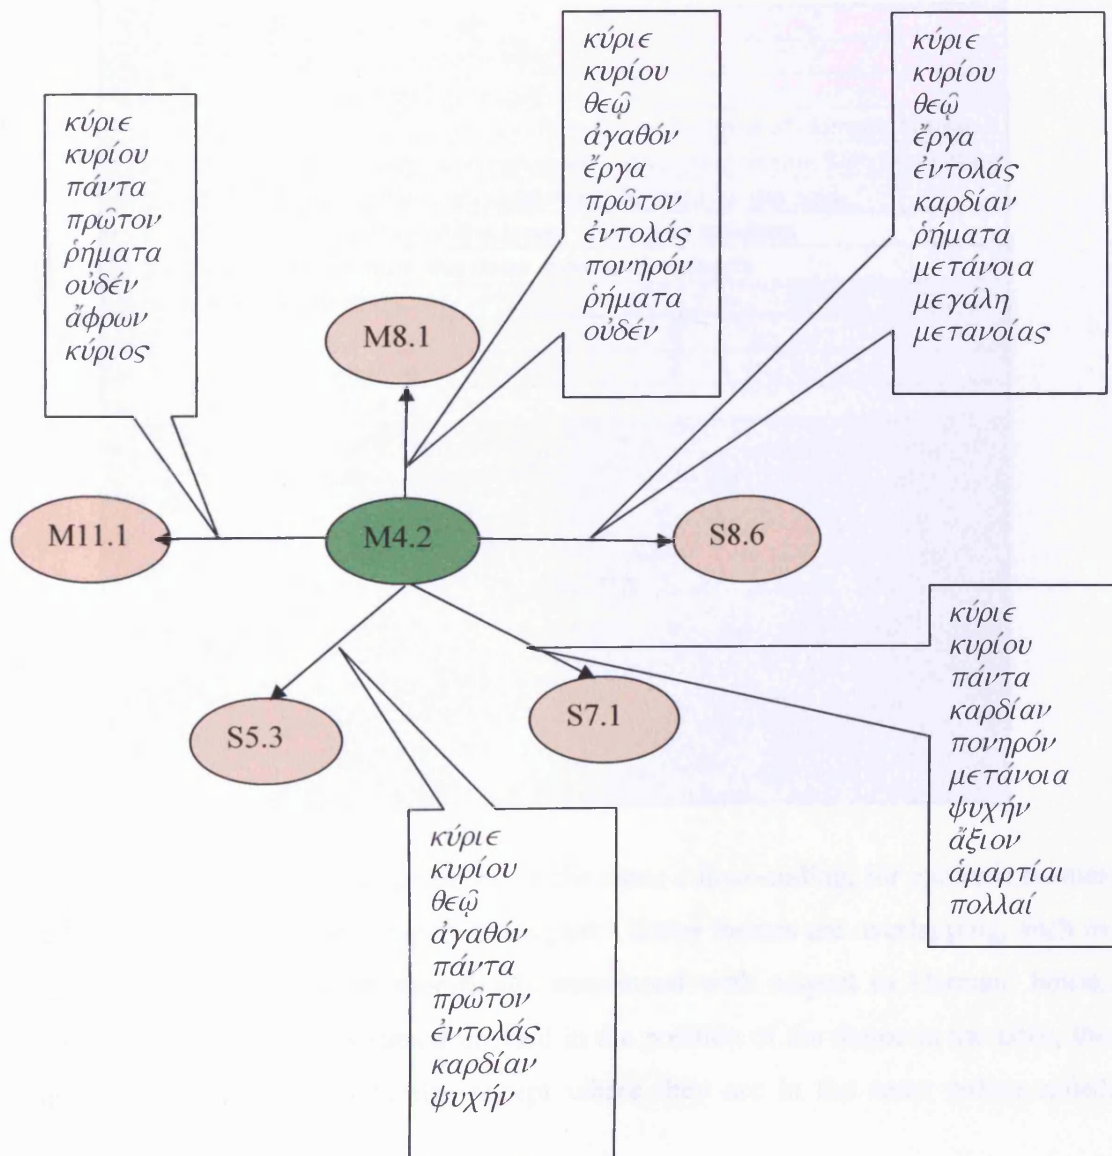 κύριε
κυρίου
πάντα
πρῶτον
ῥήματα
οὐδέν
ἄφρων
κύριος
κύριε
κυρίου
θεῷ
ἀγαθόν
ἔργα
πρῶτον
ἐντολάς
πονηρόν
ῥήματα
οὐδέν
κύριε
κυρίου
θεῷ
ἔργα
ἐντολάς
καρδίαν
ῥήματα
μετάνοια
μεγάλη
μετανοίας
M8.1
M11.1
M4.2
S8.6
S5.3
S7.1
κύριε
κυρίου
πάντα
καρδίαν
πονηρόν
μετάνοια
ψυχήν
ἄξιον
ἁμαρτίαι
πολλαί
κύριε
κυρίου
θεῷ
ἀγαθόν
πάντα
πρῶτον
ἐντολάς
καρδίαν
ψυχήν